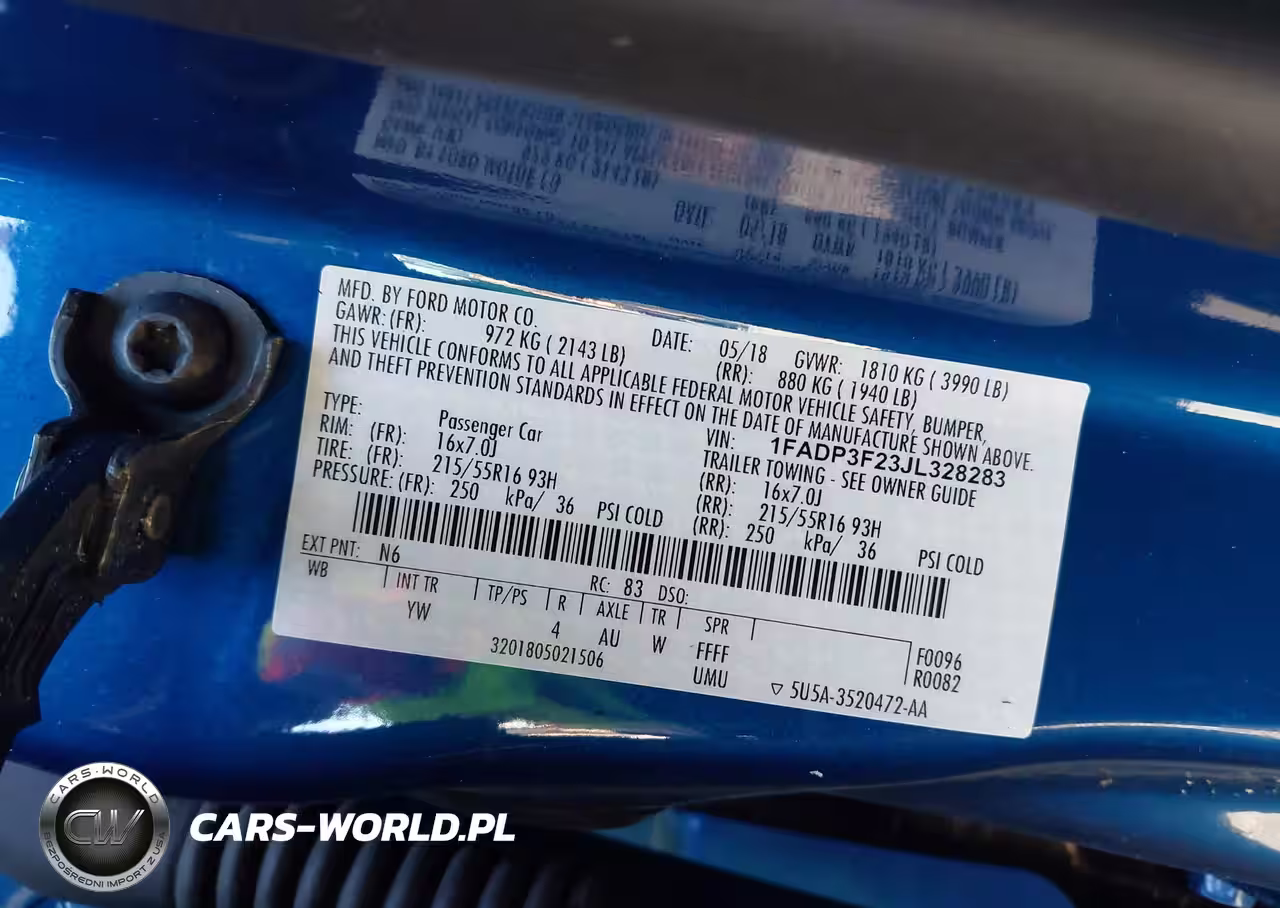 MFD. BY FORD MOTOR CO. DATE: 05/18 GVWR: 1810 KG ( 3990 LB)
GAWR: (FR): 972 KG ( 2143 LB) (RR): 880 KG ( 1940 LB)
THIS VEHICLE CONFORMS TO ALL APPLICABLE FEDERAL MOTOR VEHICLE SAFETY, BUMPER,
AND THEFT PREVENTION STANDARDS IN EFFECT ON THE DATE OF MANUFACTURE SHOWN ABOVE.
VIN: 1FADP3F23JL328283
TYPE: Passenger Car TRAILER TOWING - SEE OWNER GUIDE
RIM: (FR): 16x7.0J (RR): 16x7.0J
TIRE: (FR): 215/55R16 93H (RR): 215/55R16 93H
PRESSURE: (FR): 250 kPa/ 36 PSI COLD (RR): 250 kPa/ 36 PSI COLD
EXT PNT: N6 RC: 83 DSO:
WB INT TR TP/PS R AXLE TR SPR
YW 4 AU W FFFF F0096
3201805021506 UMU R0082
▽ 5U5A-3520472-AA
CARS-WORLD
CW
BEZPOŚREDNI IMPORT Z USA
CARS-WORLD.PL